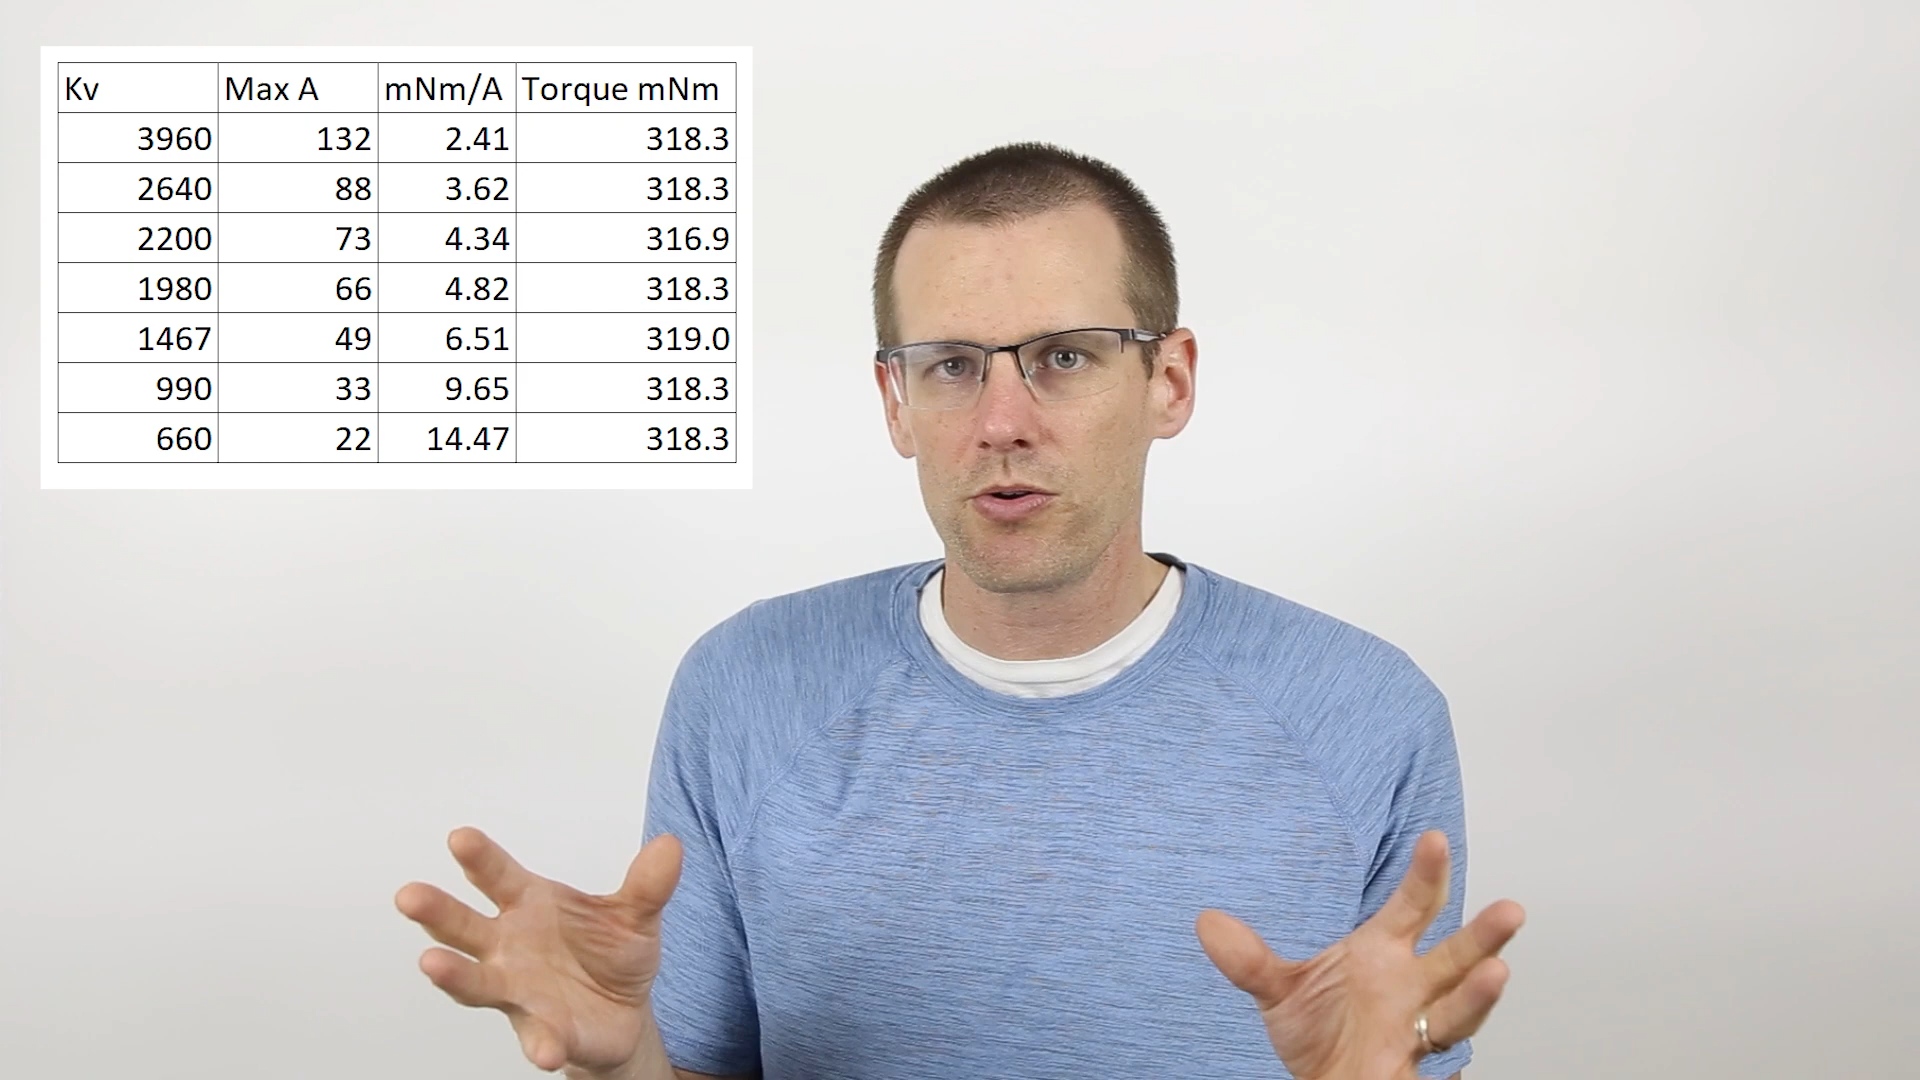 Kv Max A mNm/A Torque mNm
3960 132 2.41 318.3
2640 88 3.62 318.3
2200 73 4.34 316.9
1980 66 4.82 318.3
1467 49 6.51 319.0
990 33 9.65 318.3
660 22 14.47 318.3